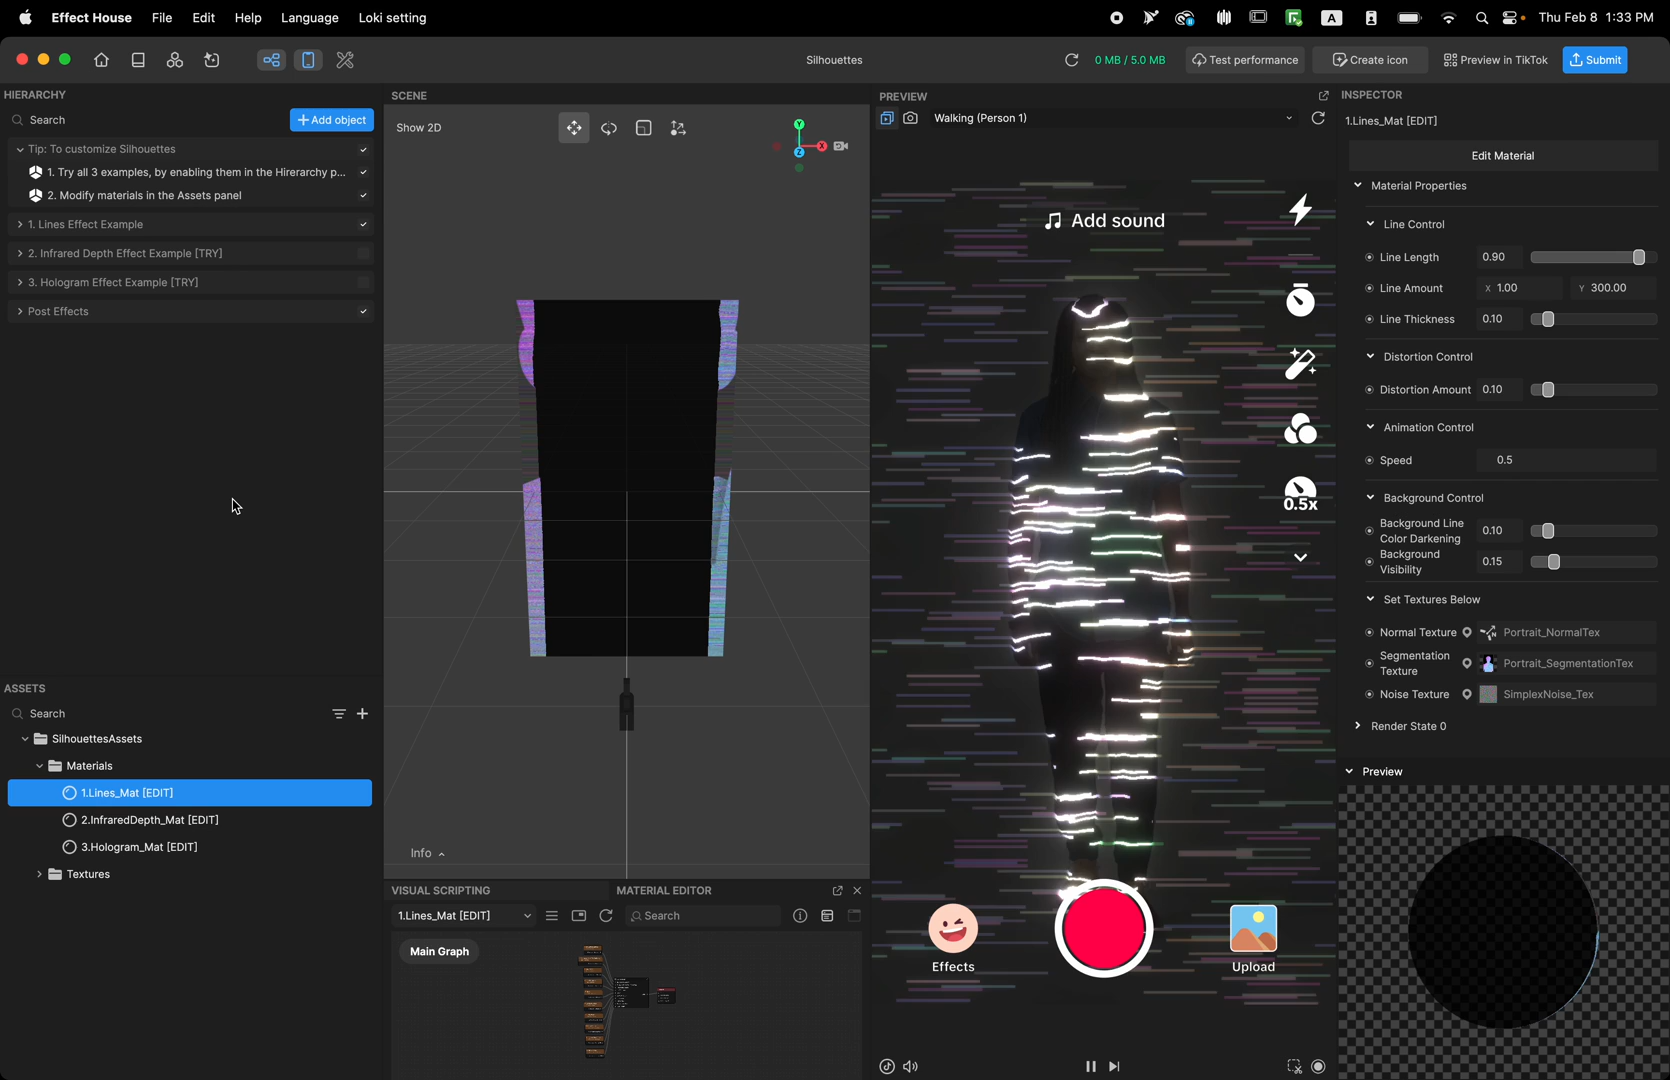 Effect House File Edit Help Language Loki setting
A Thu Feb 8 1:33 PM
Silhouettes
0 MB / 5.0 MB Test performance Create icon Preview in TikTok Submit
HIERARCHY
Search
+ Add object
Tip: To customize Silhouettes
1. Try all 3 examples, by enabling them in the Hirerarchy p...
2. Modify materials in the Assets panel
1. Lines Effect Example
2. Infrared Depth Effect Example [TRY]
3. Hologram Effect Example [TRY]
Post Effects
ASSETS
Search
SilhouettesAssets
Materials
1.Lines_Mat [EDIT]
2.InfraredDepth_Mat [EDIT]
3.Hologram_Mat [EDIT]
Textures
SCENE
Show 2D
Y
X
Z
Info
VISUAL SCRIPTING MATERIAL EDITOR
1.Lines_Mat [EDIT]
Search
Main Graph
PREVIEW
Walking (Person 1)
Add sound
0.5x
Effects
Upload
INSPECTOR
1.Lines_Mat [EDIT]
Edit Material
Material Properties
Line Control
Line Length 0.90
Line Amount X 1.00 Y 300.00
Line Thickness 0.10
Distortion Control
Distortion Amount 0.10
Animation Control
Speed 0.5
Background Control
Background Line
Color Darkening 0.10
Background
Visibility 0.15
Set Textures Below
Normal Texture Portrait_NormalTex
Segmentation
Texture Portrait_SegmentationTex
Noise Texture SimplexNoise_Tex
Render State 0
Preview